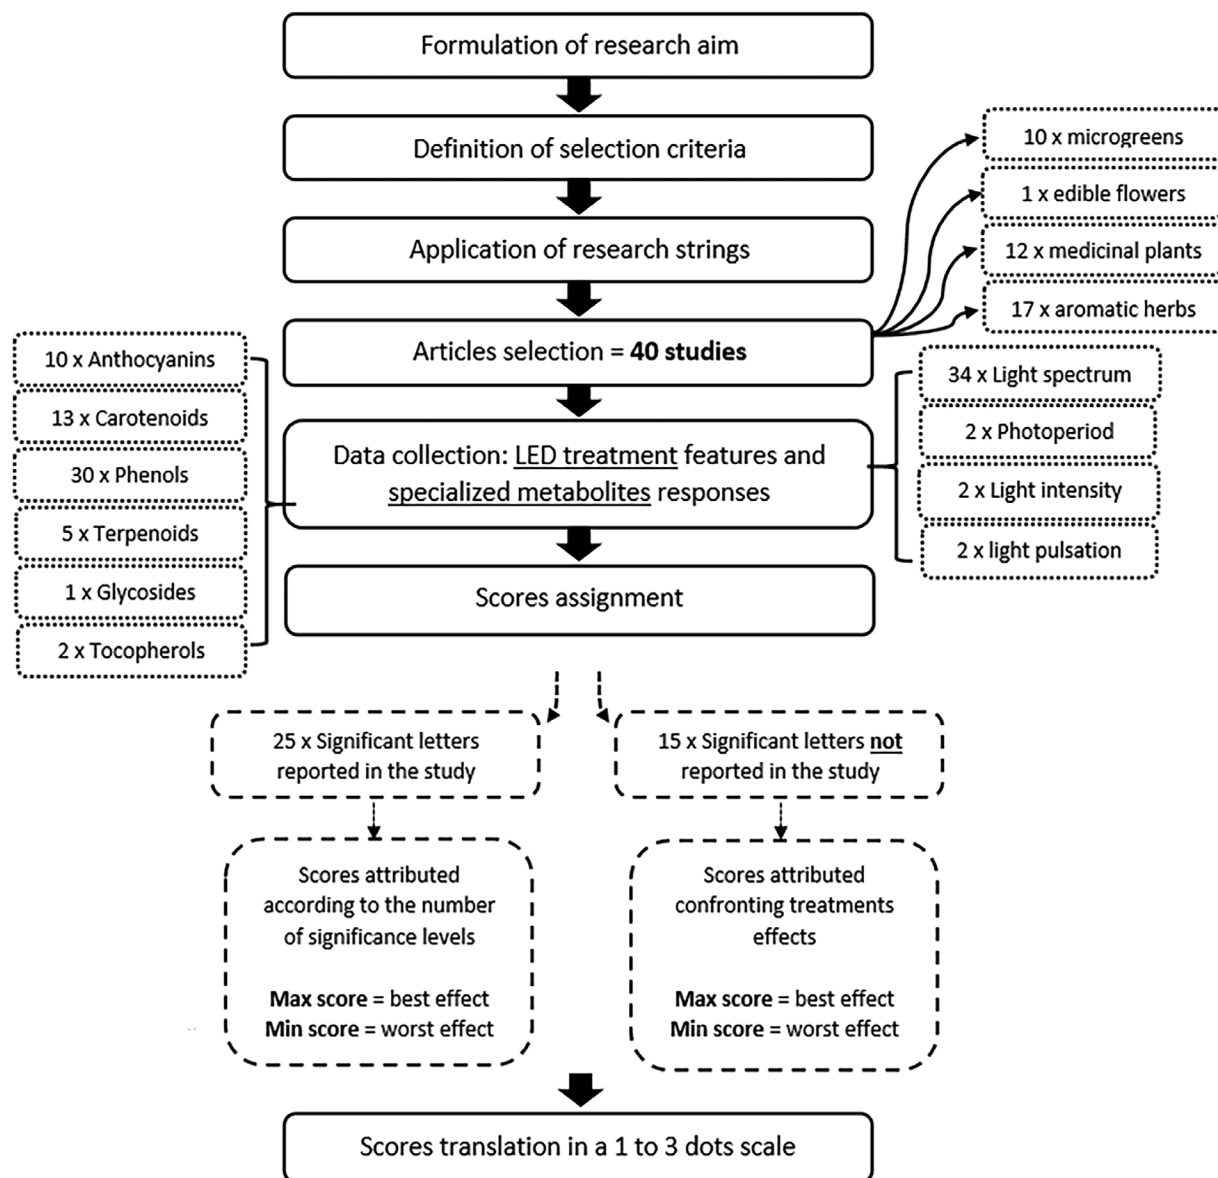 Formulation of research aim
Definition of selection criteria
Application of research strings
Articles selection = 40 studies
10 x microgreens
1 x edible flowers
12 x medicinal plants
17 x aromatic herbs
10 x Anthocyanins
13 x Carotenoids
30 x Phenols
5 x Terpenoids
1 x Glycosides
2 x Tocopherols
Data collection: LED treatment features and
specialized metabolites responses
34 x Light spectrum
2 x Photoperiod
2 x Light intensity
2 x light pulsation
Scores assignment
25 x Significant letters
reported in the study
15 x Significant letters not
reported in the study
Scores attributed
according to the number
of significance levels
Max score = best effect
Min score = worst effect
Scores attributed
confronting treatments
effects
Max score = best effect
Min score = worst effect
Scores translation in a 1 to 3 dots scale